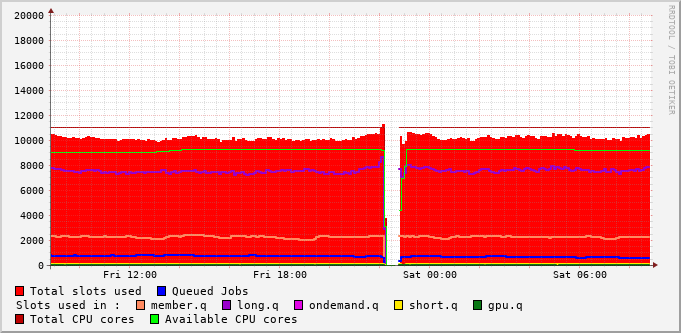 RRDTOOL / TOBI OETIKER
20000
18000
16000
14000
12000
10000
8000
6000
4000
2000
0
Fri 12:00 Fri 18:00 Sat 00:00 Sat 06:00
Total slots used Queued Jobs
Slots used in : member.q long.q ondemand.q short.q gpu.q
Total CPU cores Available CPU cores